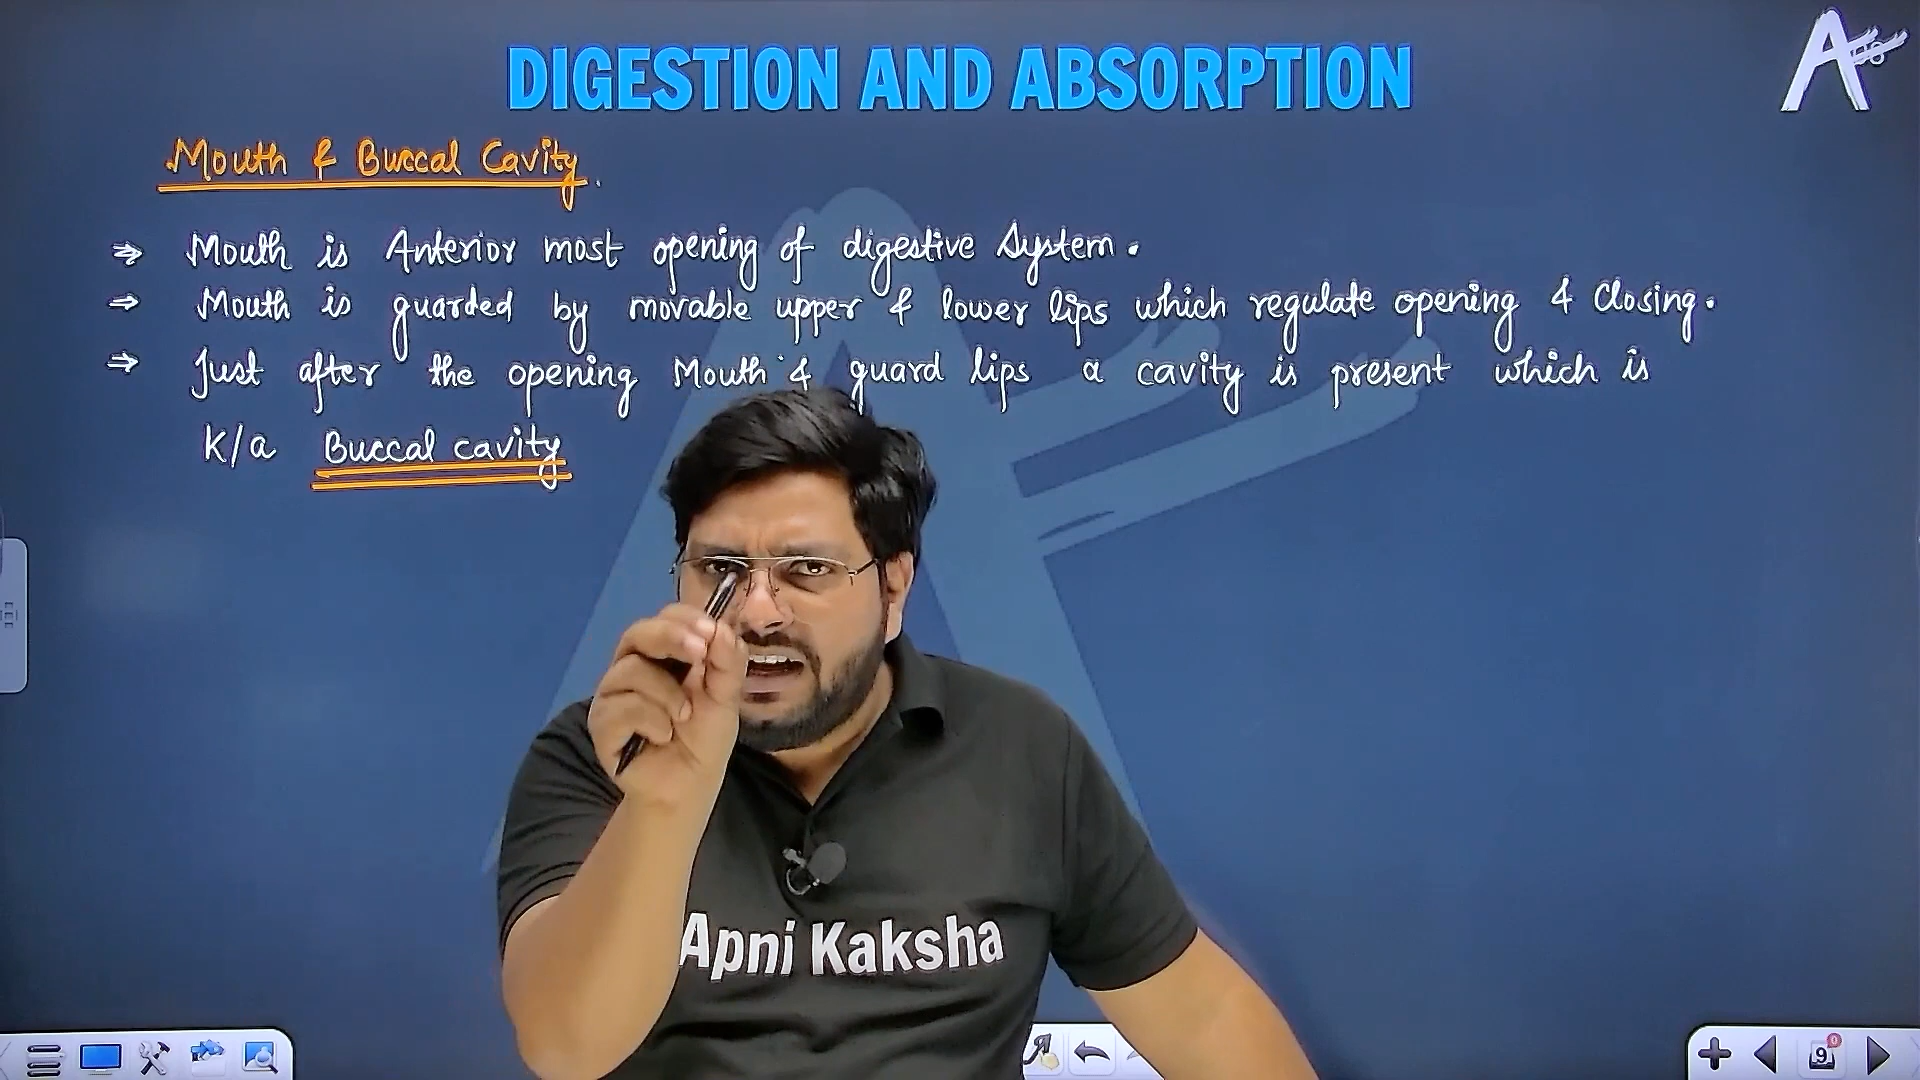 DIGESTION AND ABSORPTION
Mouth & Buccal Cavity.
⇒ Mouth is Anterior most opening of digestive System.
⇒ Mouth is guarded by movable upper & lower lips which regulate opening & Closing.
⇒ Just after the opening Mouth & guard lips a cavity is present which is
K/a Buccal cavity
Apni Kaksha
9
0